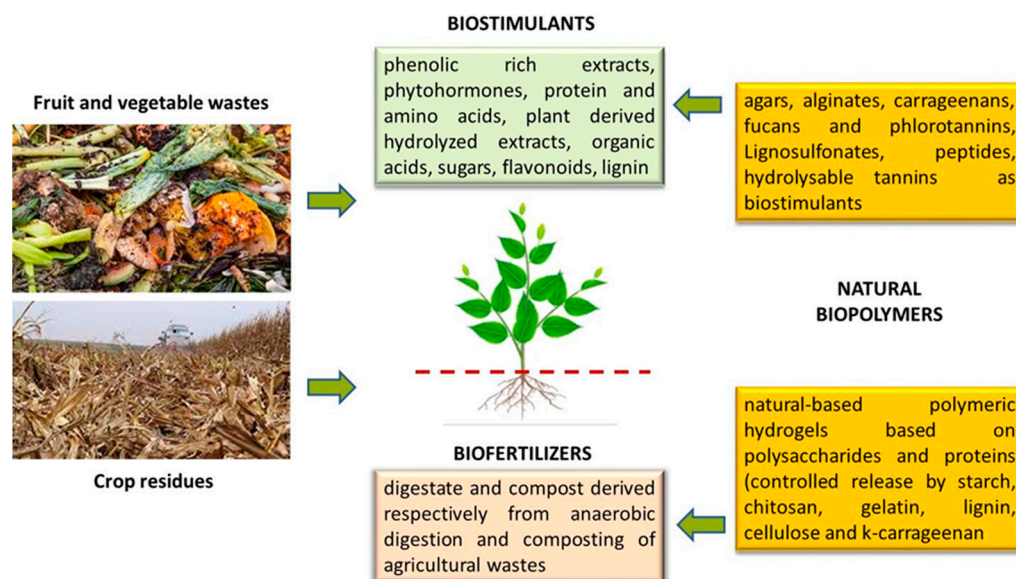 BIOSTIMULANTS
Fruit and vegetable wastes
phenolic rich extracts,
phytohormones, protein and
amino acids, plant derived
hydrolyzed extracts, organic
acids, sugars, flavonoids, lignin
agars, alginates, carrageenans,
fucans and phlorotannins,
Lignosulfonates, peptides,
hydrolysable tannins as
biostimulants
NATURAL
BIOPOLYMERS
Crop residues
BIOFERTILIZERS
digestate and compost derived
respectively from anaerobic
digestion and composting of
agricultural wastes
natural-based polymeric
hydrogels based on
polysaccharides and proteins
(controlled release by starch,
chitosan, gelatin, lignin,
cellulose and k-carrageenan